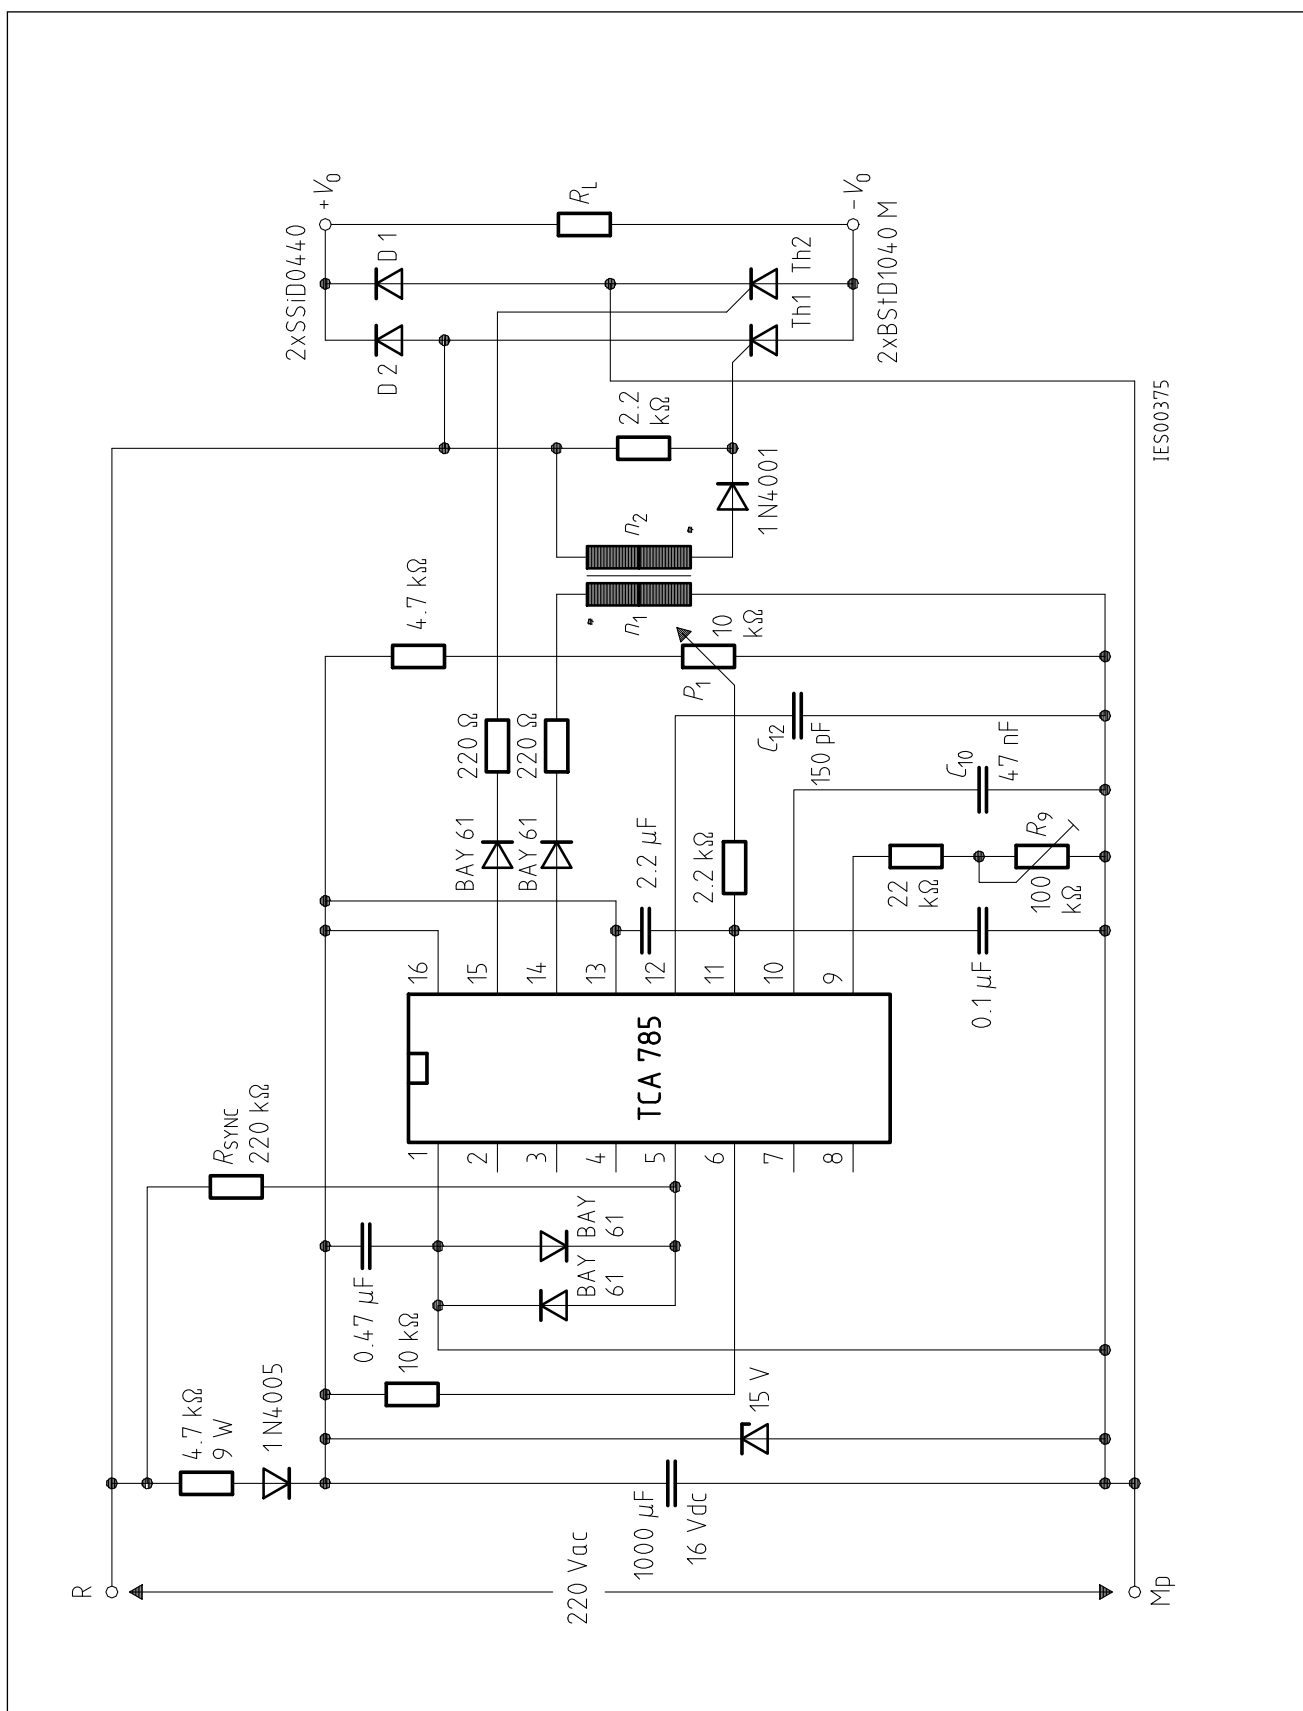 R
220 Vac
Mp
4.7 kΩ
9 W
1N4005
1000 μF
16 Vdc
15 V
10 kΩ
0.47 μF
BAY
61
BAY
61
RSYNC
220 kΩ
1
2
3
4
5
6
7
8
TCA 785
16
15
14
13
12
11
10
9
BAY 61
BAY 61
220 Ω
220 Ω
2.2 μF
2.2 kΩ
0.1 μF
22
kΩ
100
kΩ
R9
C10
47 nF
C12
150 pF
4.7 kΩ
P1
10
kΩ
n1
n2
*
*
1N4001
2.2
kΩ
2xSSiD0440
D 2
D 1
+V0
RL
-V0
Th1
Th2
2xBStD1040 M
IES00375